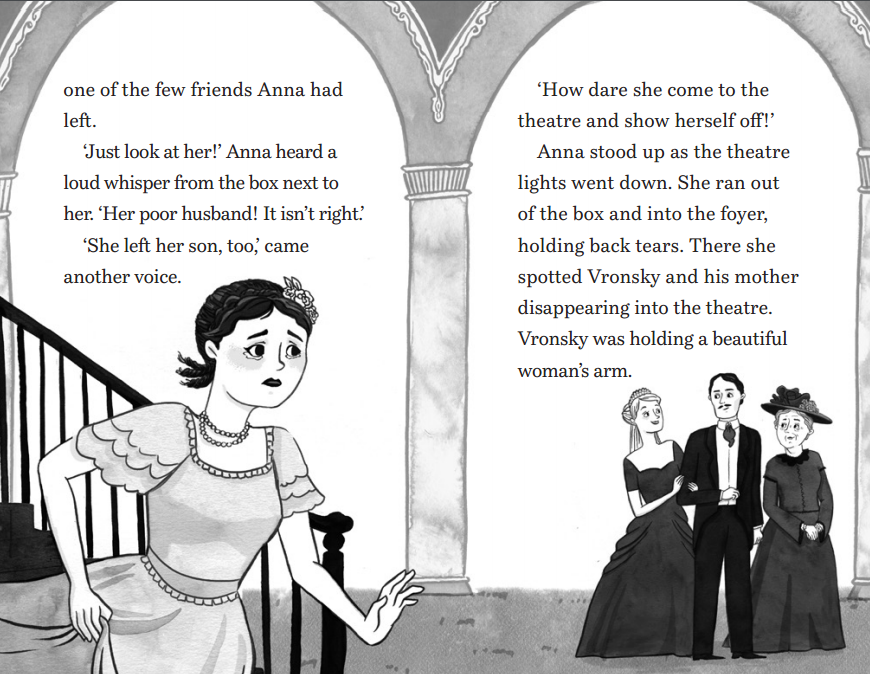 one of the few friends Anna had
left.
‘Just look at her!’ Anna heard a
loud whisper from the box next to
her. ‘Her poor husband! It isn’t right.’
‘She left her son, too,’ came
another voice.
‘How dare she come to the
theatre and show herself off!’
Anna stood up as the theatre
lights went down. She ran out
of the box and into the foyer,
holding back tears. There she
spotted Vronsky and his mother
disappearing into the theatre.
Vronsky was holding a beautiful
woman’s arm.